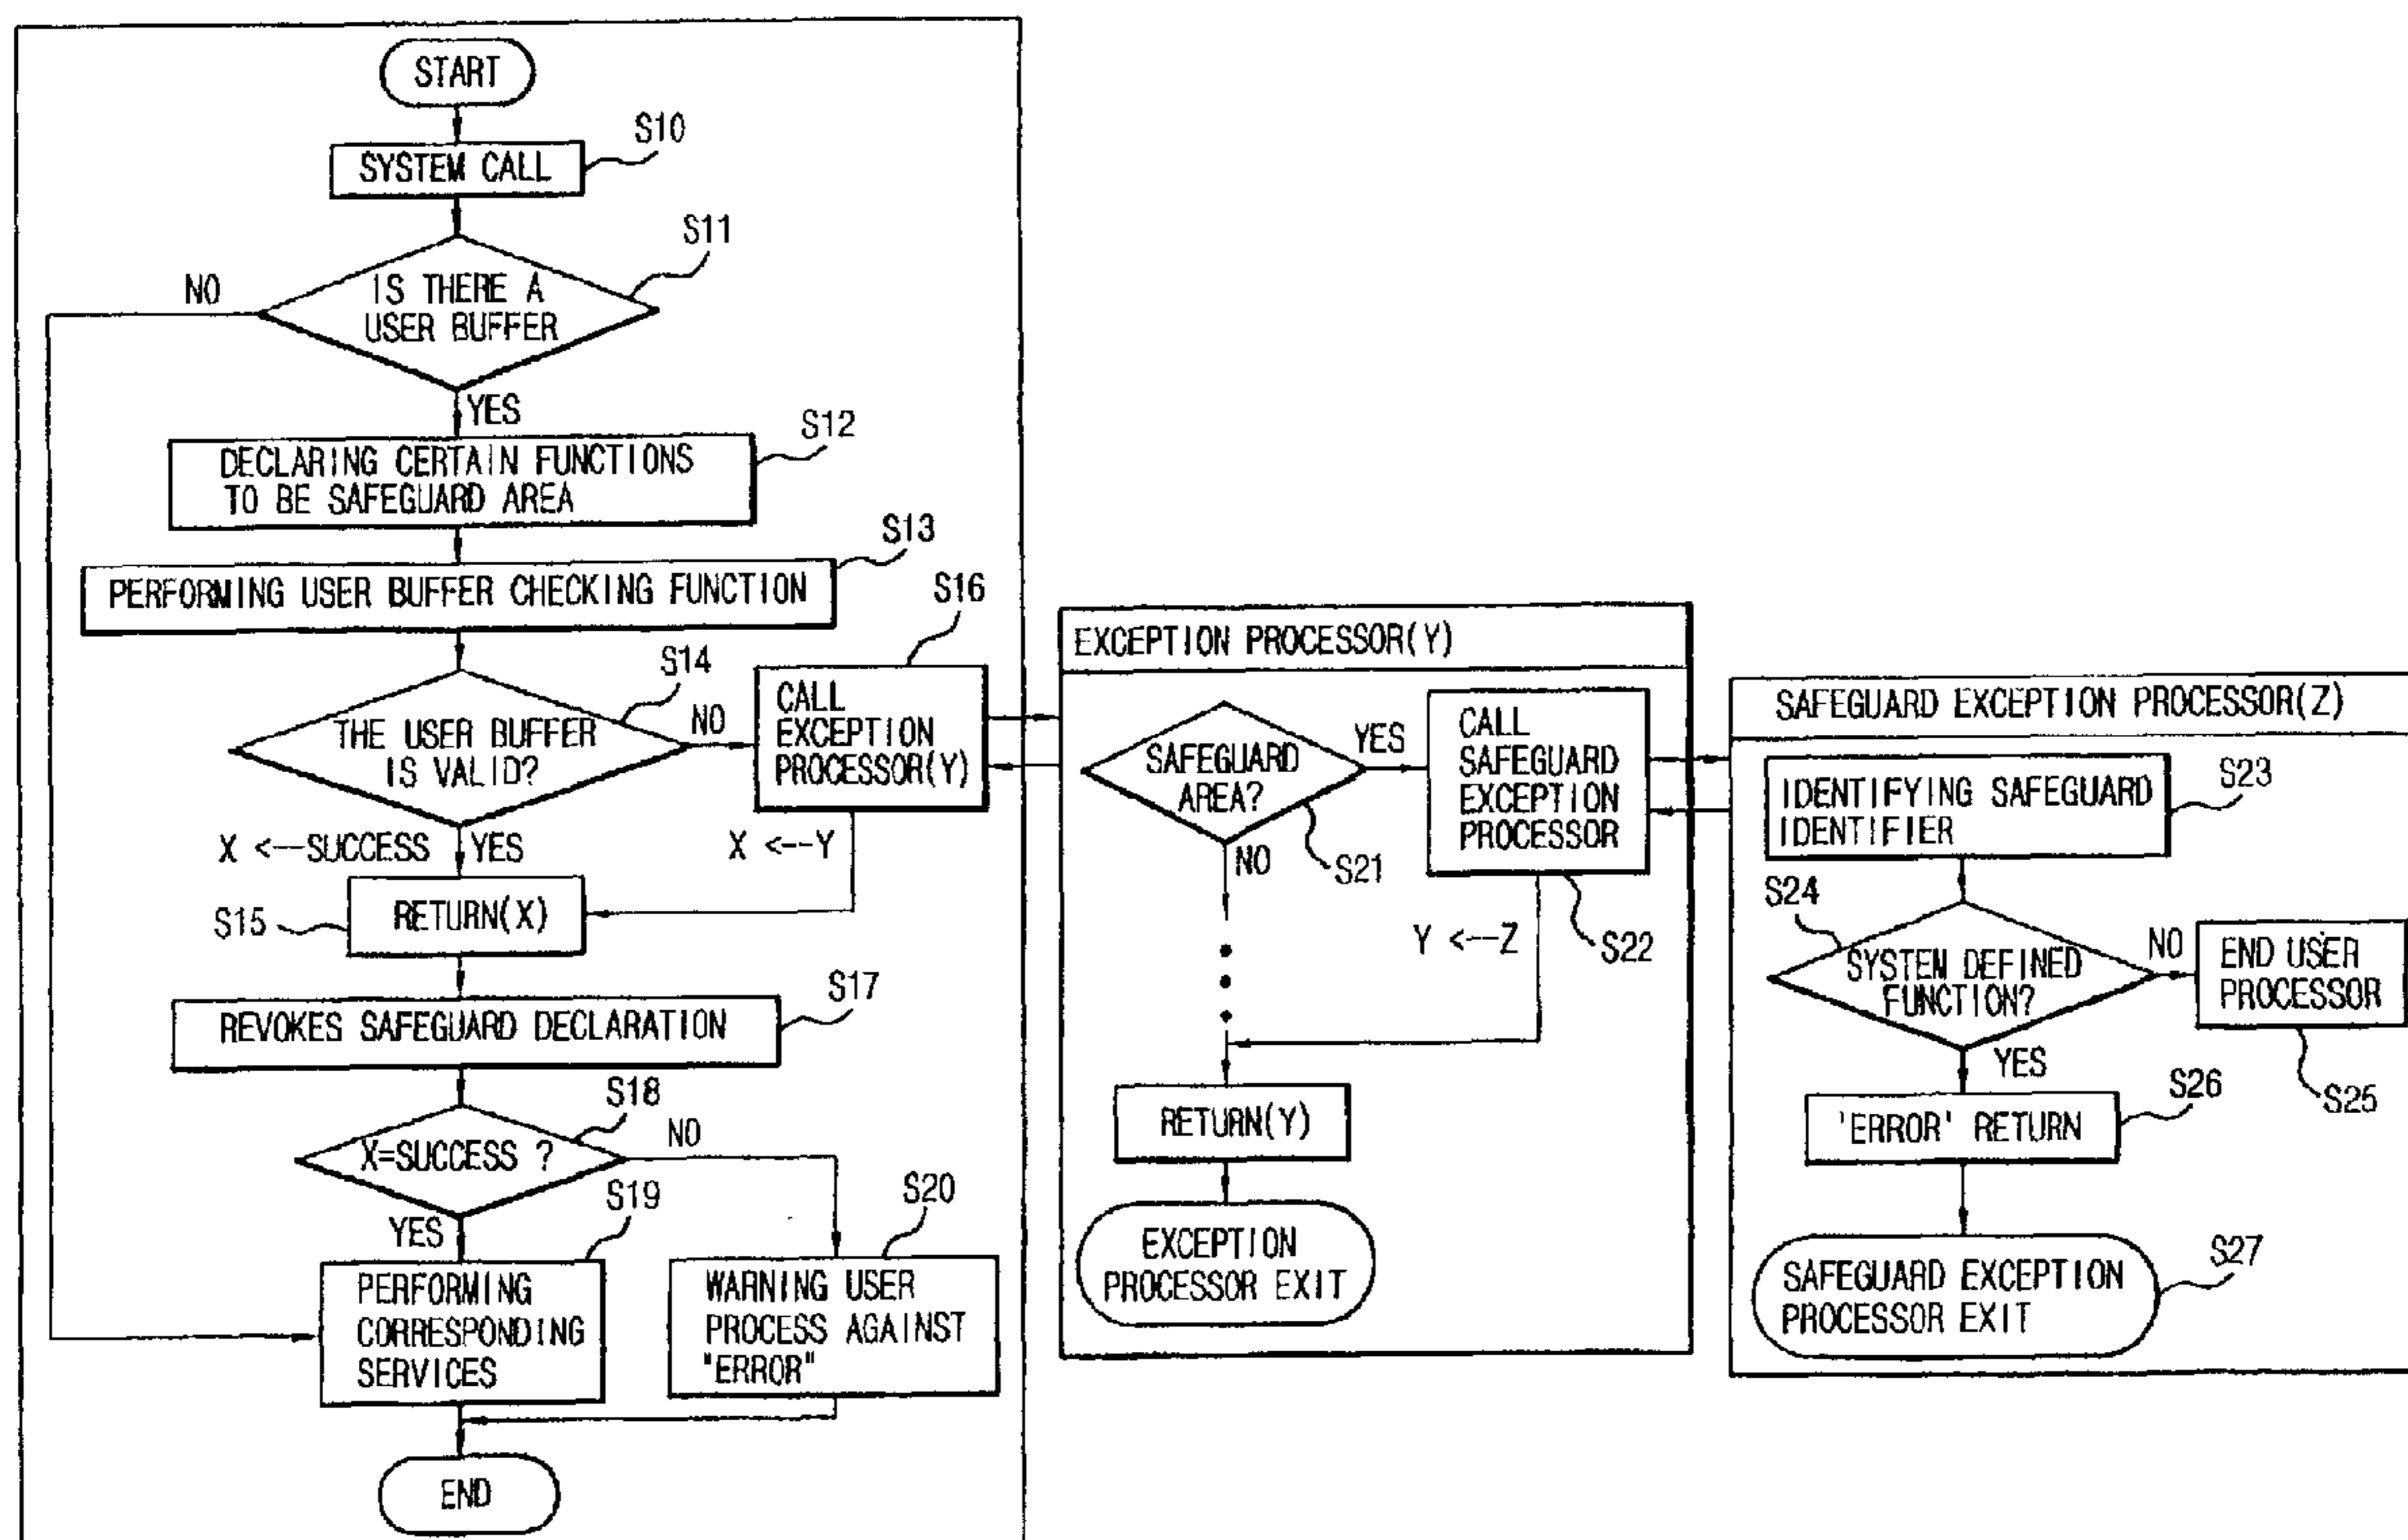 START
S10
SYSTEM CALL
S11
NO
IS THERE A
USER BUFFER
YES
S12
DECLARING CERTAIN FUNCTIONS
TO BE SAFEGUARD AREA
S13
PERFORMING USER BUFFER CHECKING FUNCTION
S14
THE USER BUFFER
IS VALID?
NO
S16
CALL
EXCEPTION
PROCESSOR(Y)
X <--SUCCESS
YES
X <--Y
S15
RETURN(X)
S17
REVOKES SAFEGUARD DECLARATION
S18
X=SUCCESS ?
NO
YES
S19
PERFORMING
CORRESPONDING
SERVICES
S20
WARNING USER
PROCESS AGAINST
"ERROR"
END
EXCEPTION PROCESSOR(Y)
SAFEGUARD
AREA?
YES
S21
NO
CALL
SAFEGUARD
EXCEPTION
PROCESSOR
S22
Y <--Z
RETURN(Y)
EXCEPTION
PROCESSOR EXIT
SAFEGUARD EXCEPTION PROCESSOR(Z)
IDENTIFYING SAFEGUARD
IDENTIFIER
S23
S24
SYSTEM DEFINED
FUNCTION?
NO
END USER
PROCESSOR
S25
YES
S26
'ERROR' RETURN
SAFEGUARD EXCEPTION
PROCESSOR EXIT
S27